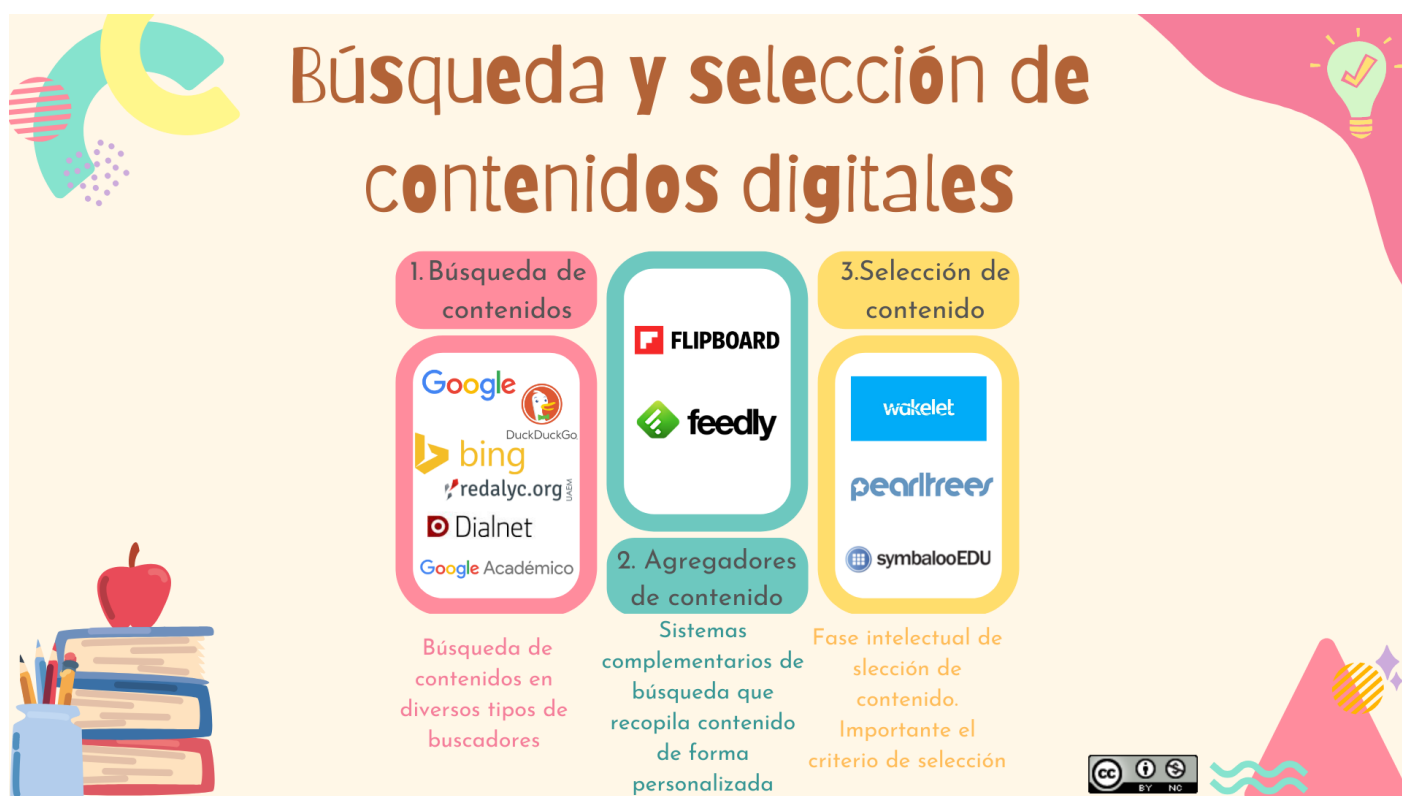 Búsqueda y selección de
contenidos digitales
1. Búsqueda de
contenidos
Google
DuckDuckGo
bing
redalyc.org
UAEM
Dialnet
Google Académico
Búsqueda de
contenidos en
diversos tipos de
buscadores
FLIPBOARD
feedly
2. Agregadores
de contenido
Sistemas
complementarios de
búsqueda que
recopila contenido
de forma
personalizada
3.Selección de
contenido
wakelet
pearltrees
symbalooEDU
Fase intelectual de
slección de
contenido.
Importante el
criterio de selección
cc
BY NC